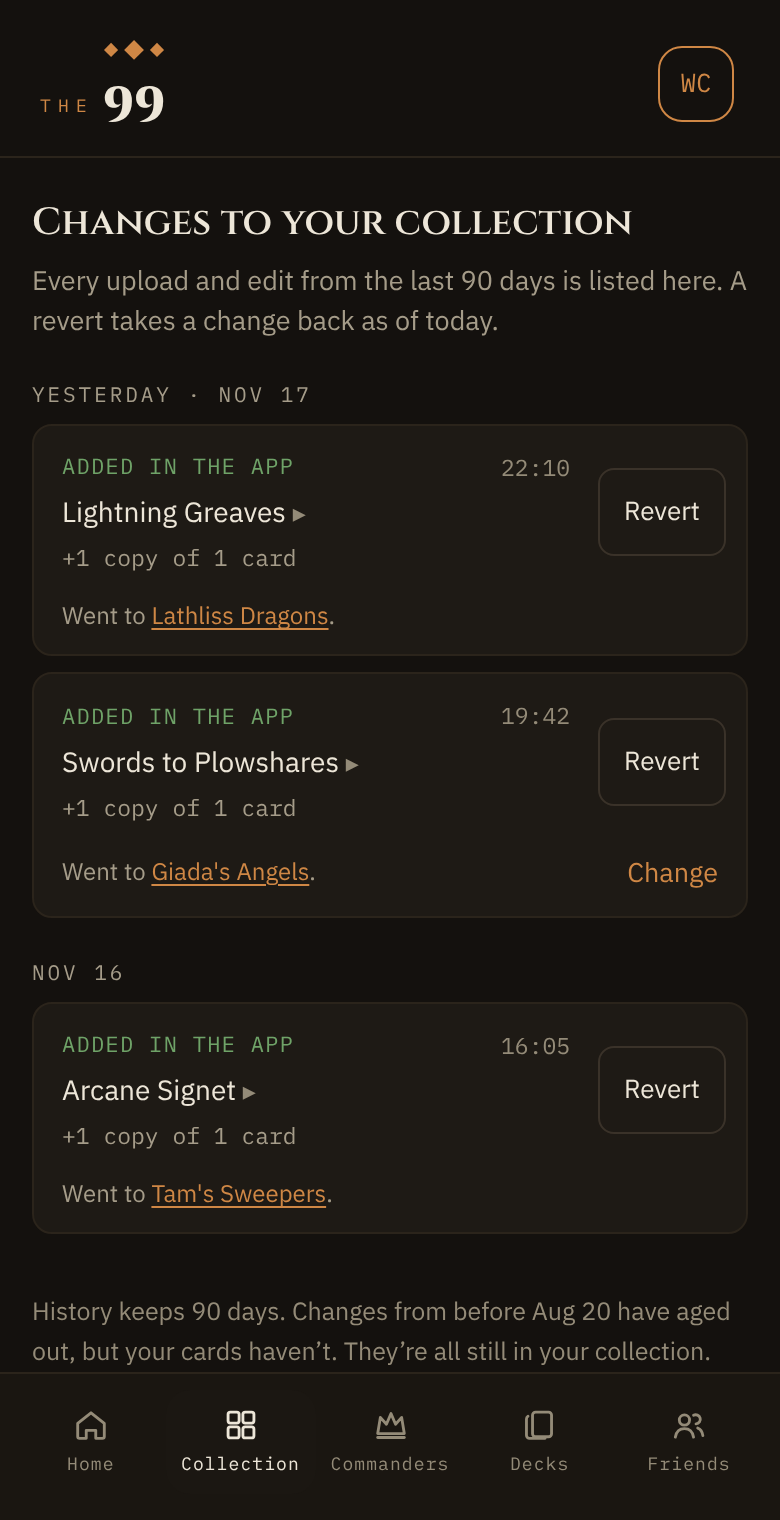 THE 99
WC
Changes to your collection
Every upload and edit from the last 90 days is listed here. A
revert takes a change back as of today.
YESTERDAY · NOV 17
ADDED IN THE APP 22:10
Lightning Greaves ▸
Revert
+1 copy of 1 card
Went to Lathliss Dragons.
ADDED IN THE APP 19:42
Swords to Plowshares ▸
Revert
+1 copy of 1 card
Went to Giada's Angels.
Change
NOV 16
ADDED IN THE APP 16:05
Arcane Signet ▸
Revert
+1 copy of 1 card
Went to Tam's Sweepers.
History keeps 90 days. Changes from before Aug 20 have aged
out, but your cards haven’t. They’re all still in your collection.
Home Collection Commanders Decks Friends